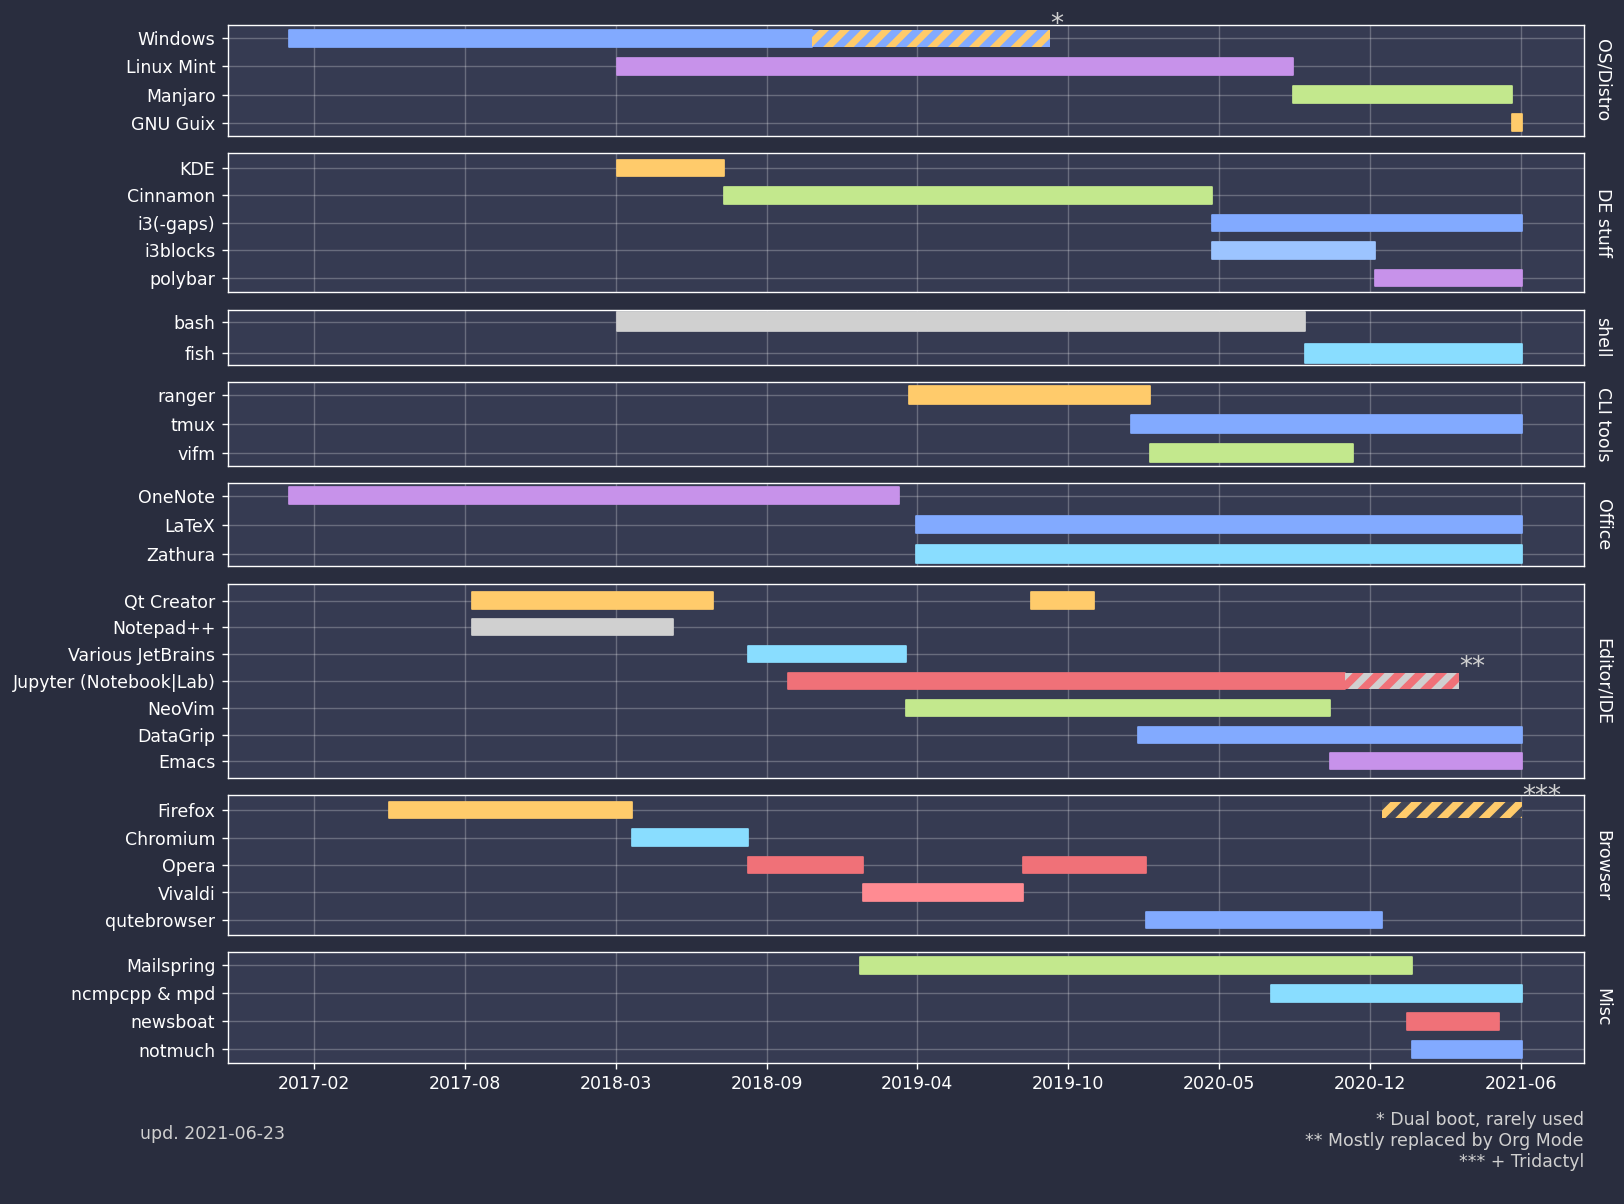 *
Windows
Linux Mint
Manjaro
GNU Guix
OS/Distro
KDE
Cinnamon
i3(-gaps)
i3blocks
polybar
DE stuff
bash
fish
shell
ranger
tmux
vifm
CLI tools
OneNote
LaTeX
Zathura
Office
Qt Creator
Notepad++
Various JetBrains
**
Jupyter (Notebook|Lab)
NeoVim
DataGrip
Emacs
Editor/IDE
***
Firefox
Chromium
Opera
Vivaldi
qutebrowser
Browser
Mailspring
ncmpcpp & mpd
newsboat
notmuch
Misc
2017-02 2017-08 2018-03 2018-09 2019-04 2019-10 2020-05 2020-12 2021-06
upd. 2021-06-23
* Dual boot, rarely used
** Mostly replaced by Org Mode
*** + Tridactyl